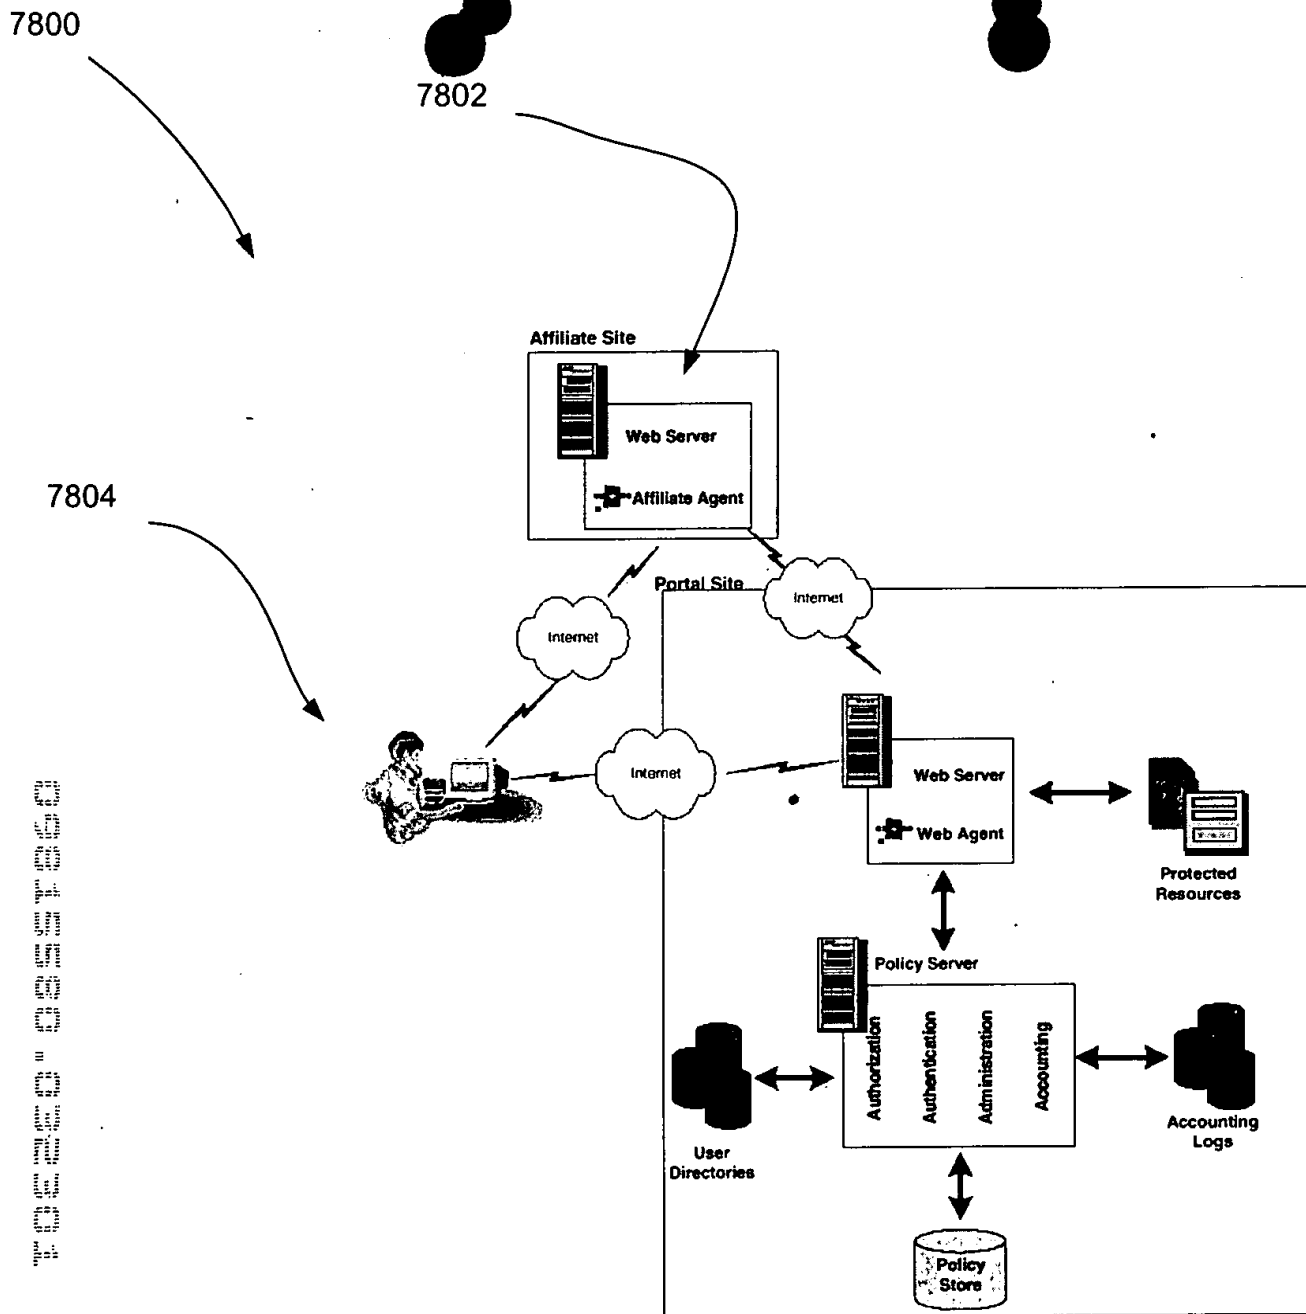 7800
7802
Affiliate Site
Web Server
Affiliate Agent
7804
Portal Site
Internet
Internet
Internet
Web Server
Web Agent
Protected
Resources
Policy Server
Authorization
Authentication
Administration
Accounting
User
Directories
Accounting
Logs
Policy
Store